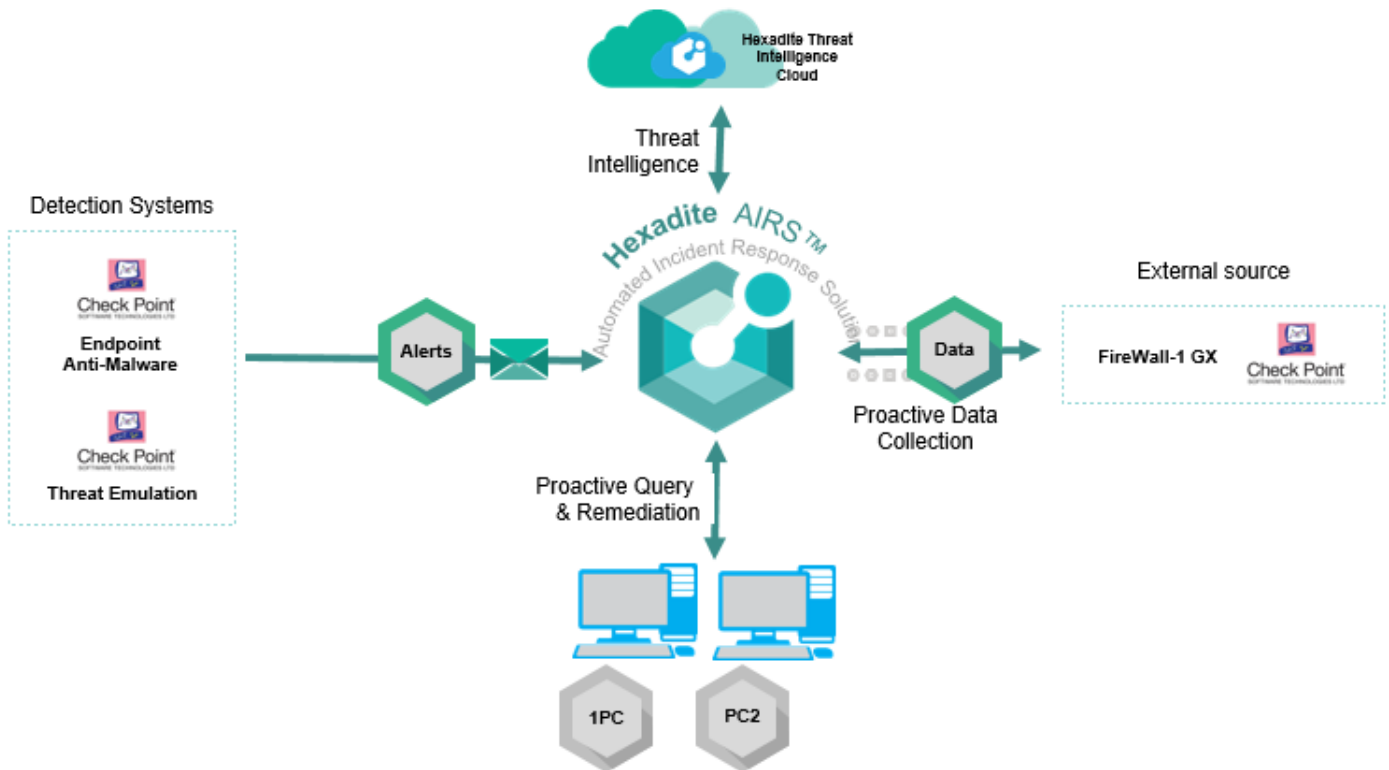 Hexadite Threat
Intelligence
Cloud
Threat
Intelligence
Detection Systems
Hexadite AIRS™
Automated Incident Response Solution
External source
Check Point
SOFTWARE TECHNOLOGIES LTD
Endpoint
Anti-Malware
Alerts
Data
FireWall-1 GX
Check Point
SOFTWARE TECHNOLOGIES LTD
Proactive Data
Collection
Check Point
SOFTWARE TECHNOLOGIES LTD
Threat Emulation
Proactive Query
& Remediation
1PC
PC2